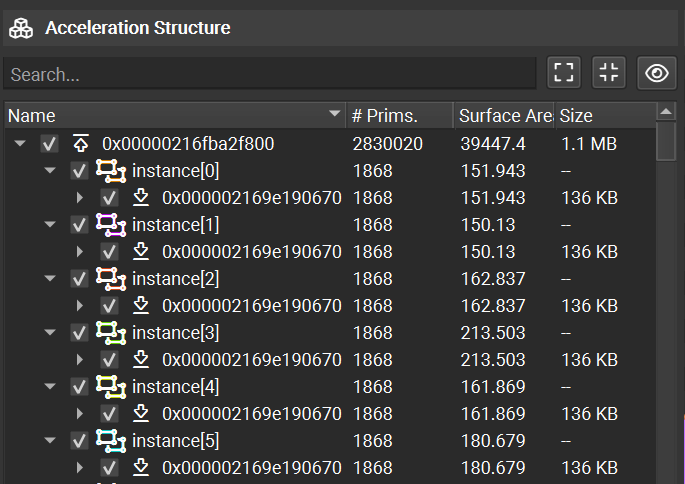 Acceleration Structure
Search...
Name # Prims. Surface Are Size
0x00000216fba2f800 2830020 39447.4 1.1 MB
instance[0] 1868 151.943 --
0x000002169e190670 1868 151.943 136 KB
instance[1] 1868 150.13 --
0x000002169e190670 1868 150.13 136 KB
instance[2] 1868 162.837 --
0x000002169e190670 1868 162.837 136 KB
instance[3] 1868 213.503 --
0x000002169e190670 1868 213.503 136 KB
instance[4] 1868 161.869 --
0x000002169e190670 1868 161.869 136 KB
instance[5] 1868 180.679 --
0x000002169e190670 1868 180.679 136 KB